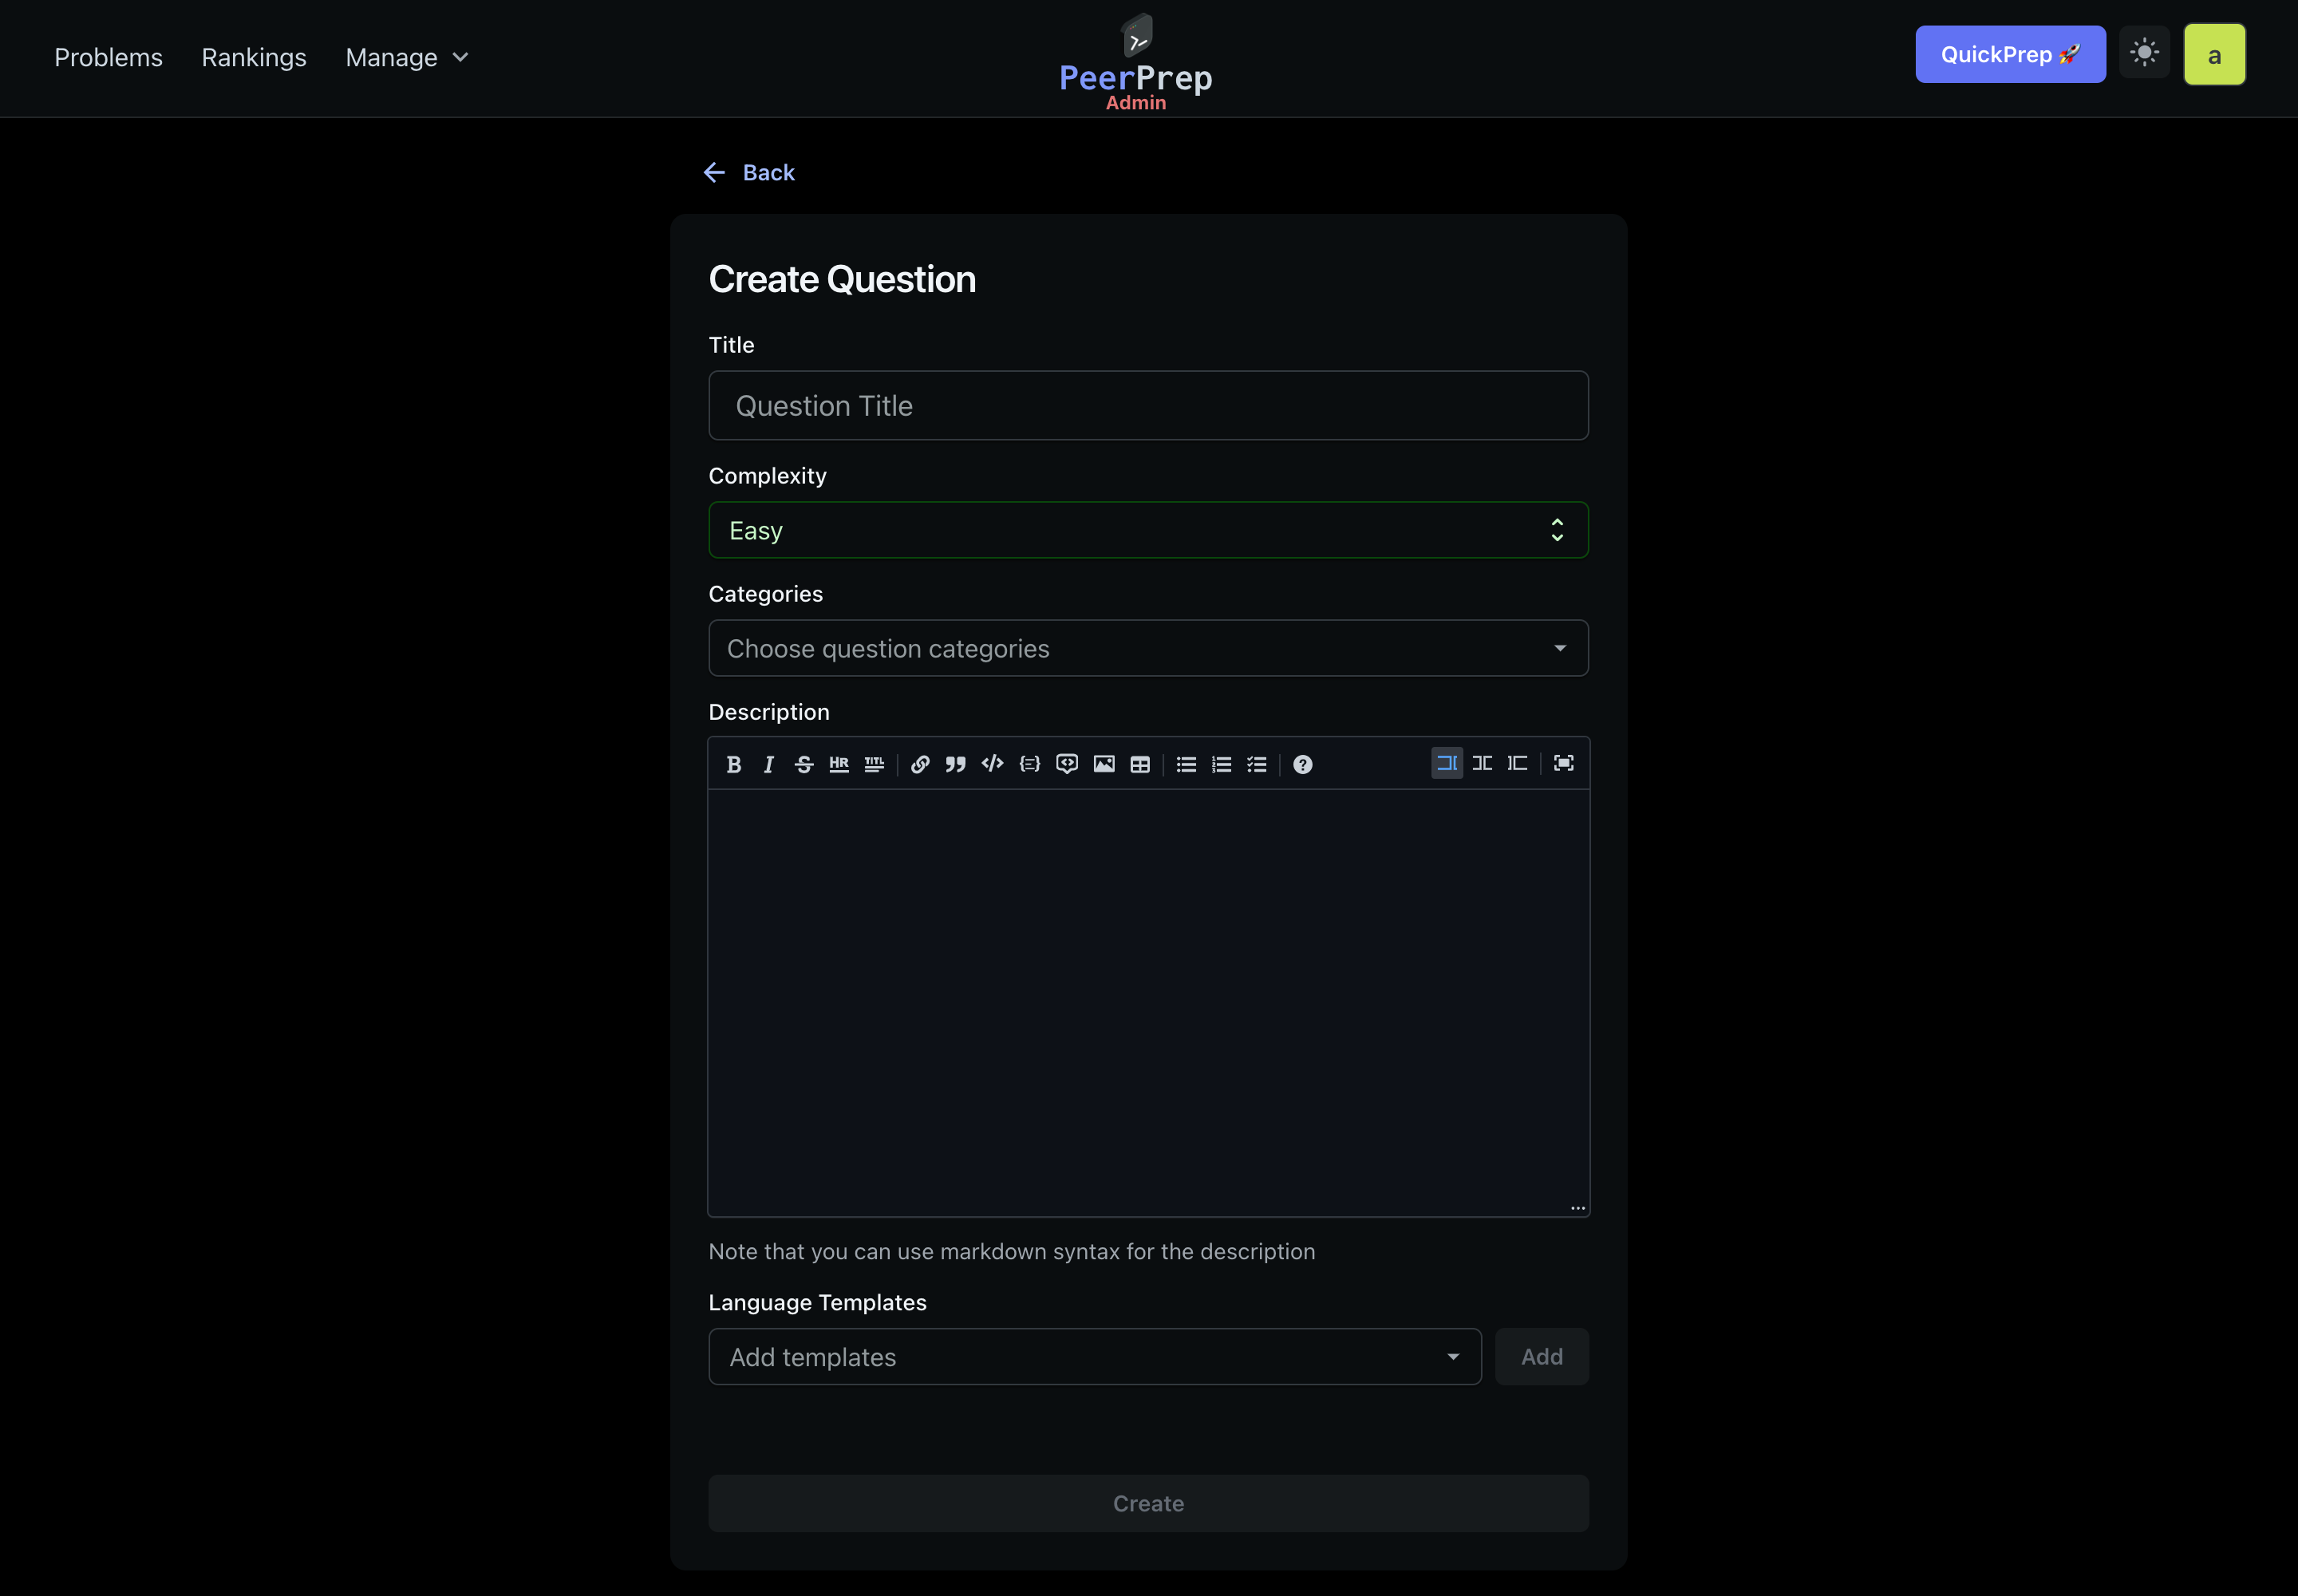 Problems Rankings Manage
PeerPrep
Admin
QuickPrep 🚀
a
Back
Create Question
Title
Question Title
Complexity
Easy
Categories
Choose question categories
Description
B I S HR TITL
Note that you can use markdown syntax for the description
Language Templates
Add templates
Add
Create